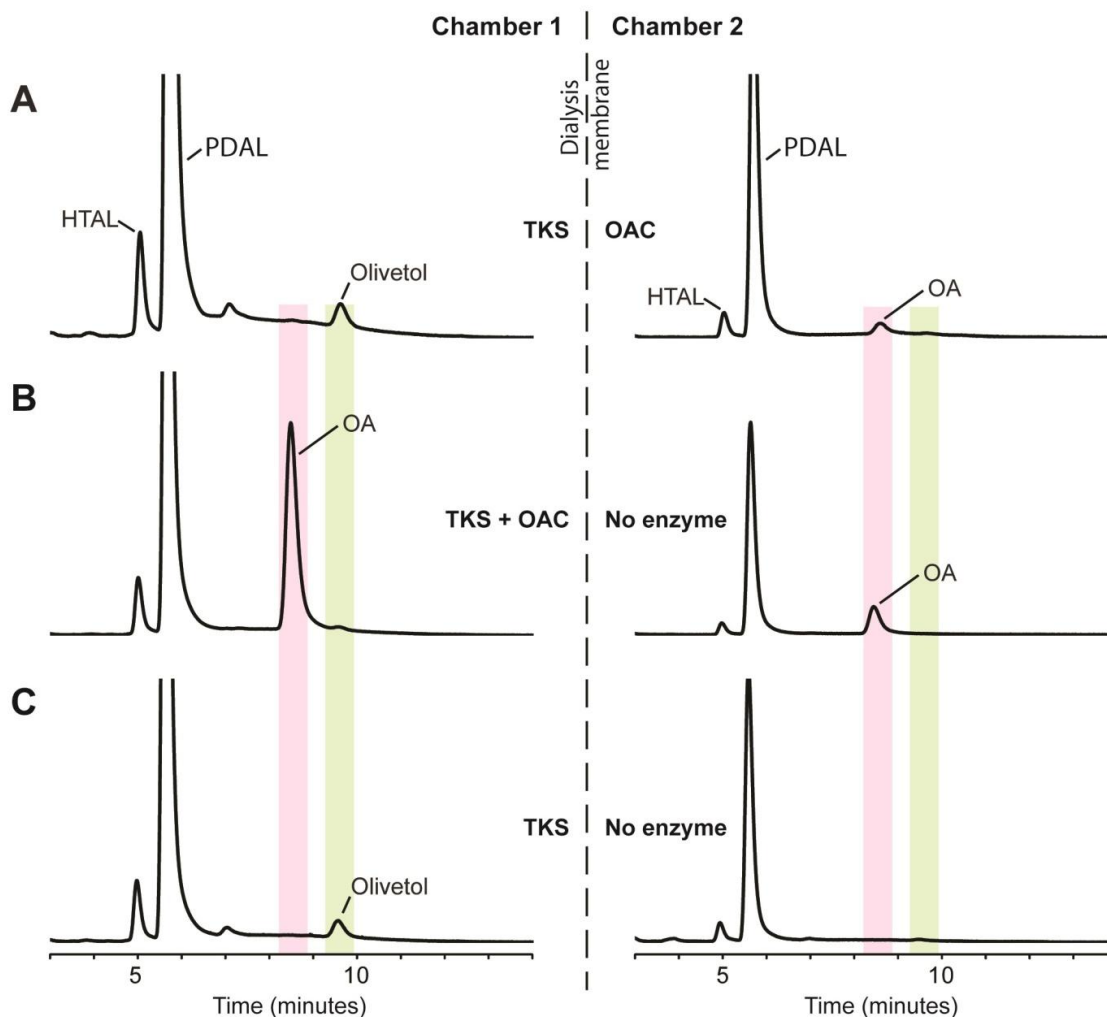 Chamber 1
Chamber 2
Dialysis
membrane
A
PDAL
HTAL
TKS
Olivetol
PDAL
OAC
HTAL
OA
B
OA
TKS + OAC
No enzyme
OA
C
TKS
Olivetol
No enzyme
5
10
Time (minutes)
5
10
Time (minutes)